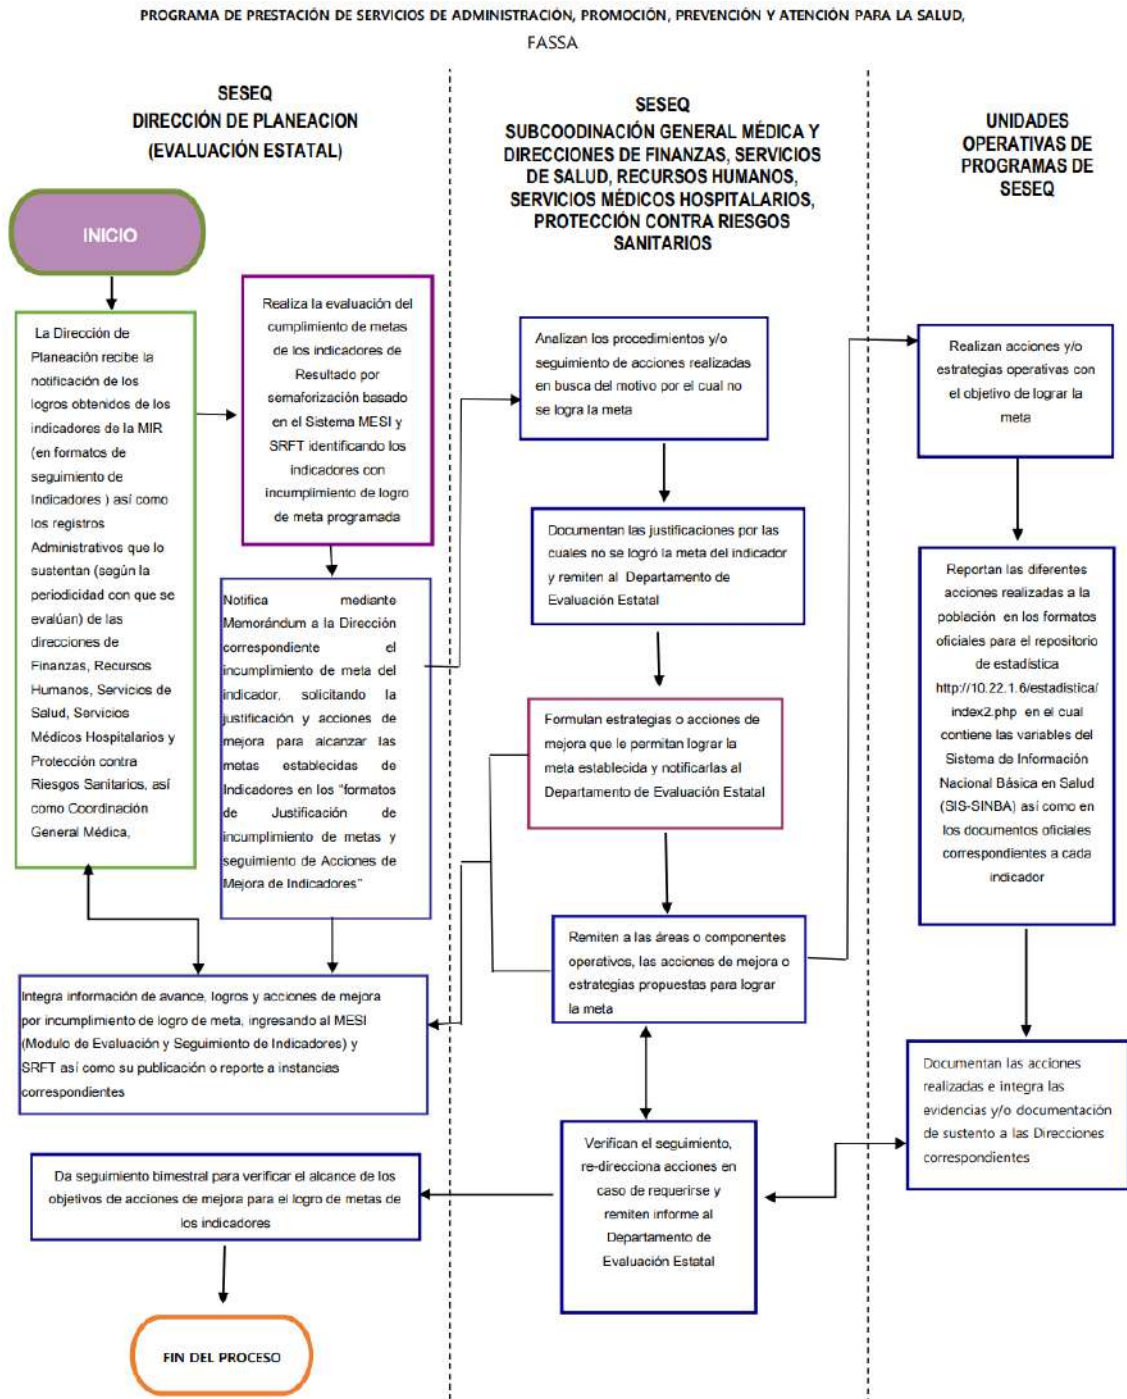 PROGRAMA DE PRESTACIÓN DE SERVICIOS DE ADMINISTRACIÓN, PROMOCIÓN, PREVENCIÓN Y ATENCIÓN PARA LA SALUD,
FASSA
SESEQ
DIRECCIÓN DE PLANEACION
(EVALUACIÓN ESTATAL)
INICIO
La Dirección de
Planeación recibe la
notificación de los
logros obtenidos de los
indicadores de la MIR
(en formatos de
seguimiento de
Indicadores ) así como
los registros
Administrativos que lo
sustentan (según la
periodicidad con que se
evalúan) de las
direcciones de
Finanzas, Recursos
Humanos, Servicios de
Salud, Servicios
Médicos Hospitalarios y
Protección contra
Riesgos Sanitarios, así
como Coordinación
General Médica,
Realiza la evaluación del
cumplimiento de metas
de los indicadores de
Resultado por
semaforización basado
en el Sistema MESI y
SRFT identificando los
indicadores con
incumplimiento de logro
de meta programada
Notifica mediante
Memorándum a la Dirección
correspondiente el
incumplimiento de meta del
indicador, solicitando la
justificación y acciones de
mejora para alcanzar las
metas establecidas de
Indicadores en los "formatos
de Justificación de
incumplimiento de metas y
seguimiento de Acciones de
Mejora de Indicadores"
Integra información de avance, logros y acciones de mejora
por incumplimiento de logro de meta, ingresando al MESI
(Modulo de Evaluación y Seguimiento de Indicadores) y
SRFT así como su publicación o reporte a instancias
correspondientes
Da seguimiento bimestral para verificar el alcance de los
objetivos de acciones de mejora para el logro de metas de
los indicadores
FIN DEL PROCESO
SESEQ
SUBCOODINACIÓN GENERAL MÉDICA Y
DIRECCIONES DE FINANZAS, SERVICIOS
DE SALUD, RECURSOS HUMANOS,
SERVICIOS MÉDICOS HOSPITALARIOS,
PROTECCIÓN CONTRA RIESGOS
SANITARIOS
Analizan los procedimientos y/o
seguimiento de acciones realizadas
en busca del motivo por el cual no
se logra la meta
Documentan las justificaciones por las
cuales no se logró la meta del indicador
y remiten al Departamento de
Evaluación Estatal
Formulan estrategias o acciones de
mejora que le permitan lograr la
meta establecida y notificarlas al
Departamento de Evaluación Estatal
Remiten a las áreas o componentes
operativos, las acciones de mejora o
estrategias propuestas para lograr
la meta
Verifican el seguimiento,
re-direcciona acciones en
caso de requerirse y
remiten informe al
Departamento de
Evaluación Estatal
UNIDADES
OPERATIVAS DE
PROGRAMAS DE
SESEQ
Realizan acciones y/o
estrategias operativas con
el objetivo de lograr la
meta
Reportan las diferentes
acciones realizadas a la
población en los formatos
oficiales para el repositorio
de estadística
http://10.22.1.6/estadistica/
index2.php en el cual
contiene las variables del
Sistema de Información
Nacional Básica en Salud
(SIS-SINBA) así como en
los documentos oficiales
correspondientes a cada
indicador
Documentan las acciones
realizadas e integra las
evidencias y/o documentación
de sustento a las Direcciones
correspondientes